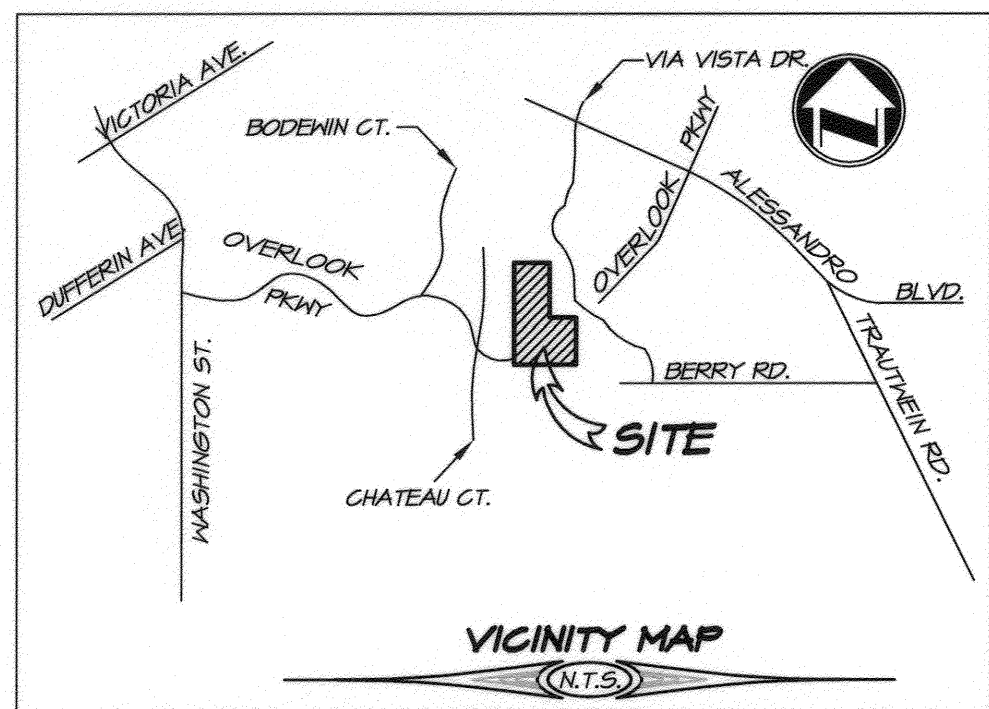 VICTORIA AVE.
VIA VISTA DR.
BODEWIN CT.
OVERLOOK PKWY
ALESSANDRO
BLVD.
DUFFERIN AVE.
OVERLOOK
PKWY
BERRY RD.
TRAUTWEIN RD.
SITE
WASHINGTON ST.
CHATEAU CT.
VICINITY MAP
N.T.S.